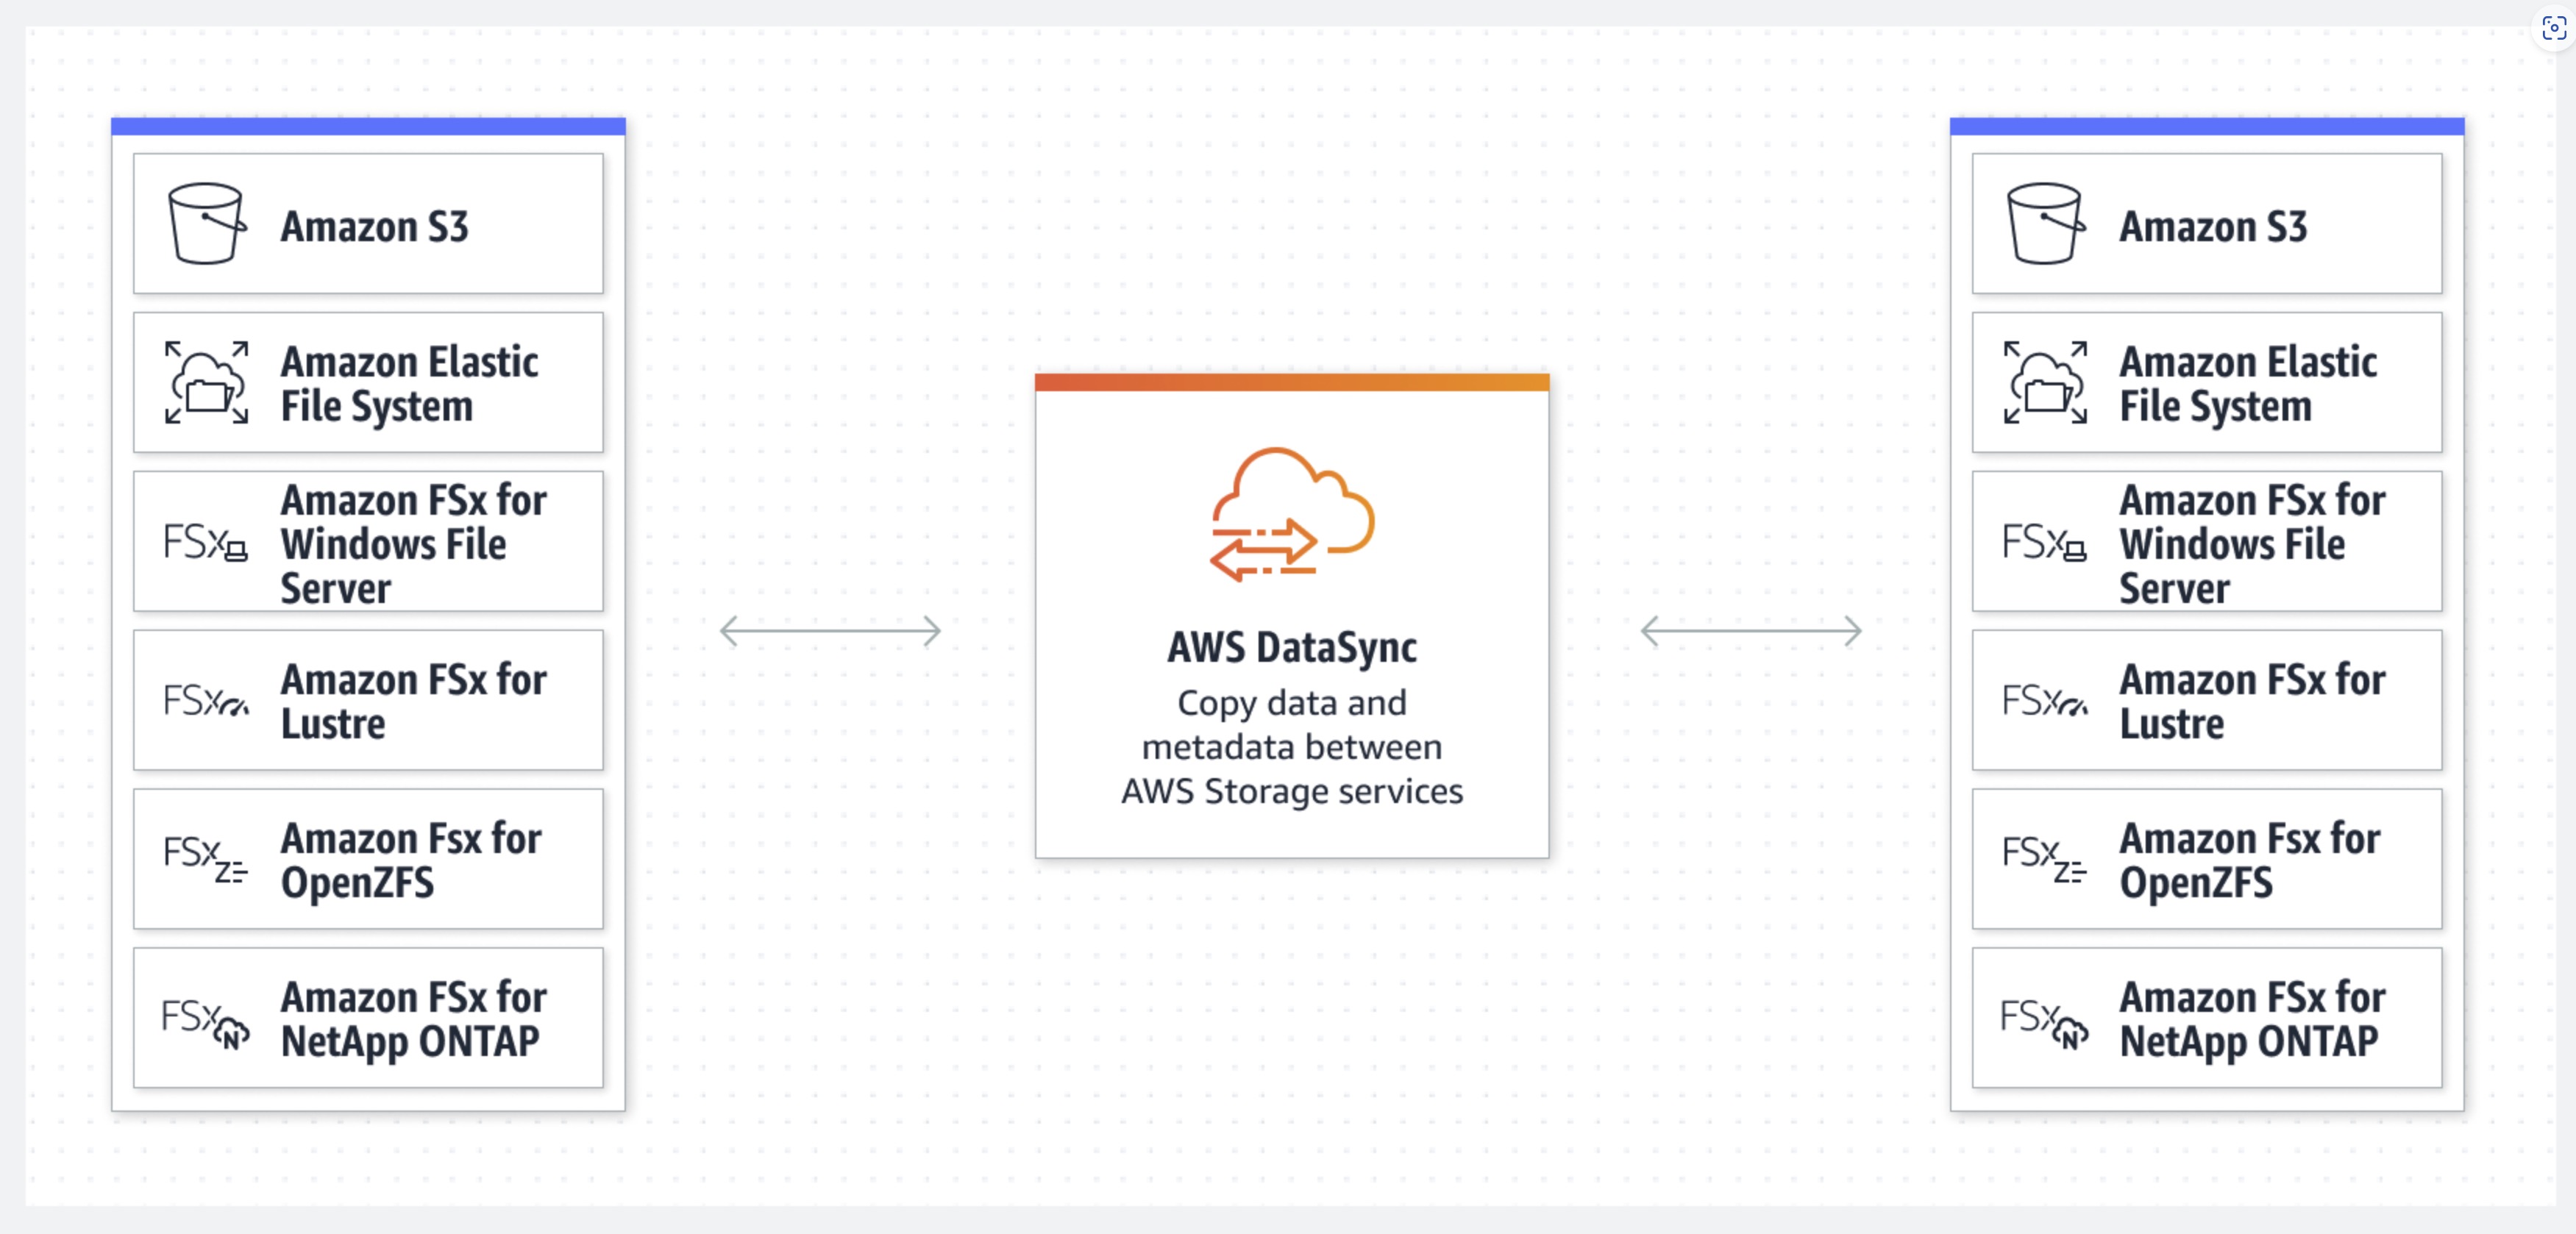 Amazon S3
Amazon Elastic
File System
FSx
Amazon FSx for
Windows File
Server
FSx
Amazon FSx for
Lustre
FSx
Z
Amazon Fsx for
OpenZFS
FSx
N
Amazon FSx for
NetApp ONTAP
AWS DataSync
Copy data and
metadata between
AWS Storage services
Amazon S3
Amazon Elastic
File System
FSx
Amazon FSx for
Windows File
Server
FSx
Amazon FSx for
Lustre
FSx
Z
Amazon Fsx for
OpenZFS
FSx
N
Amazon FSx for
NetApp ONTAP